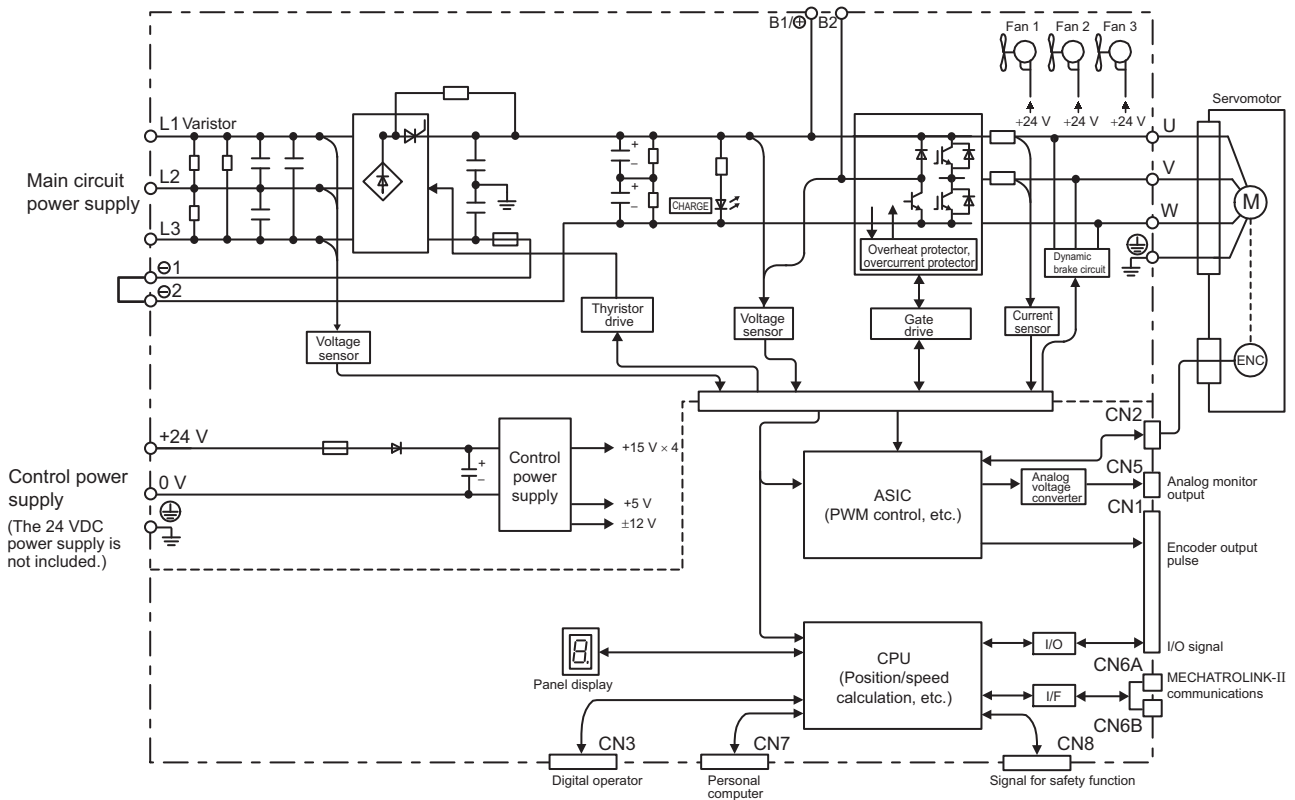 B1/⊕ B2
Fan 1 Fan 2 Fan 3
+24 V +24 V +24 V
Servomotor
L1 Varistor
U
Main circuit
power supply
L2
V
+
–
+
–
CHARGE
M
L3
W
Overheat protector,
overcurrent protector
Dynamic
brake circuit
⊖1
⊖2
Voltage
sensor
Thyristor
drive
Voltage
sensor
Gate
drive
Current
sensor
ENC
CN2
+24 V
Control power
supply
(The 24 VDC
power supply is
not included.)
0 V
+
–
Control
power
supply
+15 V × 4
+5 V
±12 V
ASIC
(PWM control, etc.)
Analog
voltage
converter
CN5
Analog monitor
output
CN1
Encoder output
pulse
8.
Panel display
CPU
(Position/speed
calculation, etc.)
I/O
I/O signal
I/F
CN6A
MECHATROLINK-II
communications
CN6B
CN3
Digital operator
CN7
Personal
computer
CN8
Signal for safety function